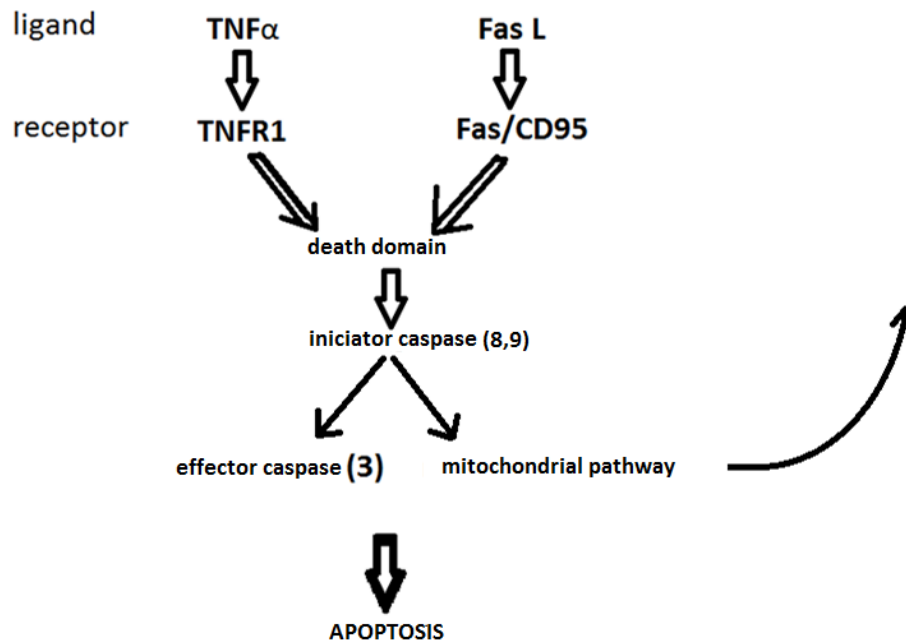 ligand TNFα Fas L
receptor TNFR1 Fas/CD95
death domain
iniciator caspase (8,9)
effector caspase (3) mitochondrial pathway
APOPTOSIS